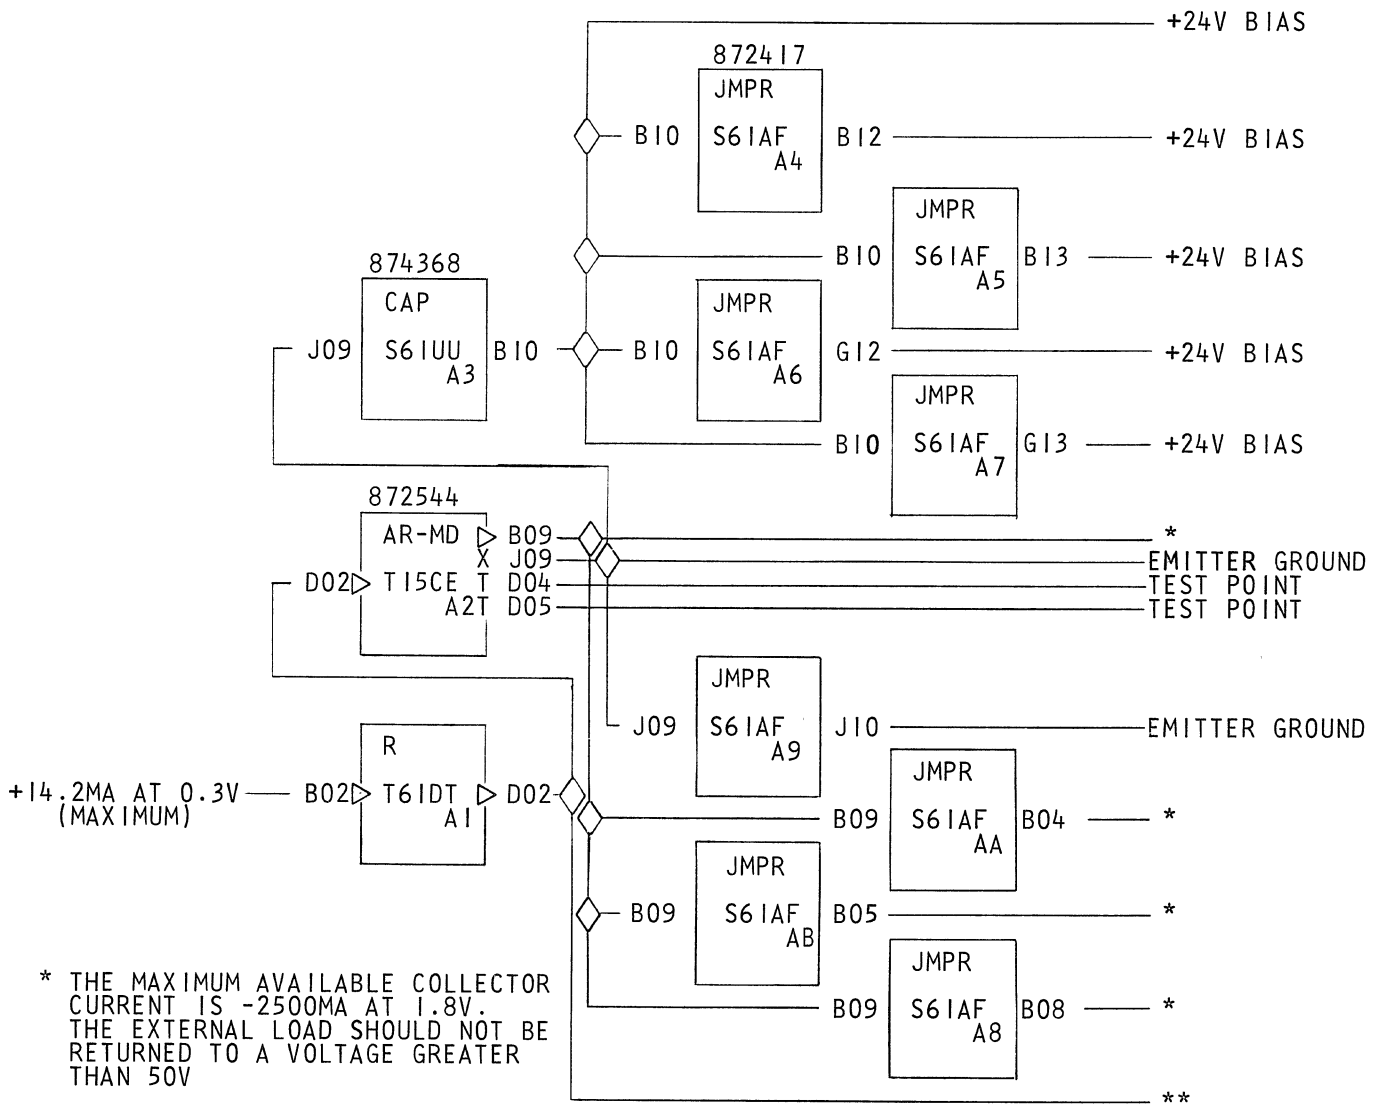 +24V BIAS
872417
JMPR
B10 S61AF B12 +24V BIAS
A4
JMPR
B10 S61AF B13 +24V BIAS
A5
874368
CAP
J09 S61UU B10
A3
JMPR
B10 S61AF G12 +24V BIAS
A6
JMPR
B10 S61AF G13 +24V BIAS
A7
872544
AR-MD B09 *
X J09 EMITTER GROUND
D02 T15CE T D04 TEST POINT
A2 T D05 TEST POINT
JMPR
J09 S61AF J10 EMITTER GROUND
A9
R
+14.2MA AT 0.3V B02 T61DT D02
(MAXIMUM) A1
JMPR
B09 S61AF B04 *
AA
JMPR
B09 S61AF B05 *
AB
JMPR
B09 S61AF B08 *
A8
* THE MAXIMUM AVAILABLE COLLECTOR
CURRENT IS -2500MA AT 1.8V.
THE EXTERNAL LOAD SHOULD NOT BE
RETURNED TO A VOLTAGE GREATER
THAN 50V
**